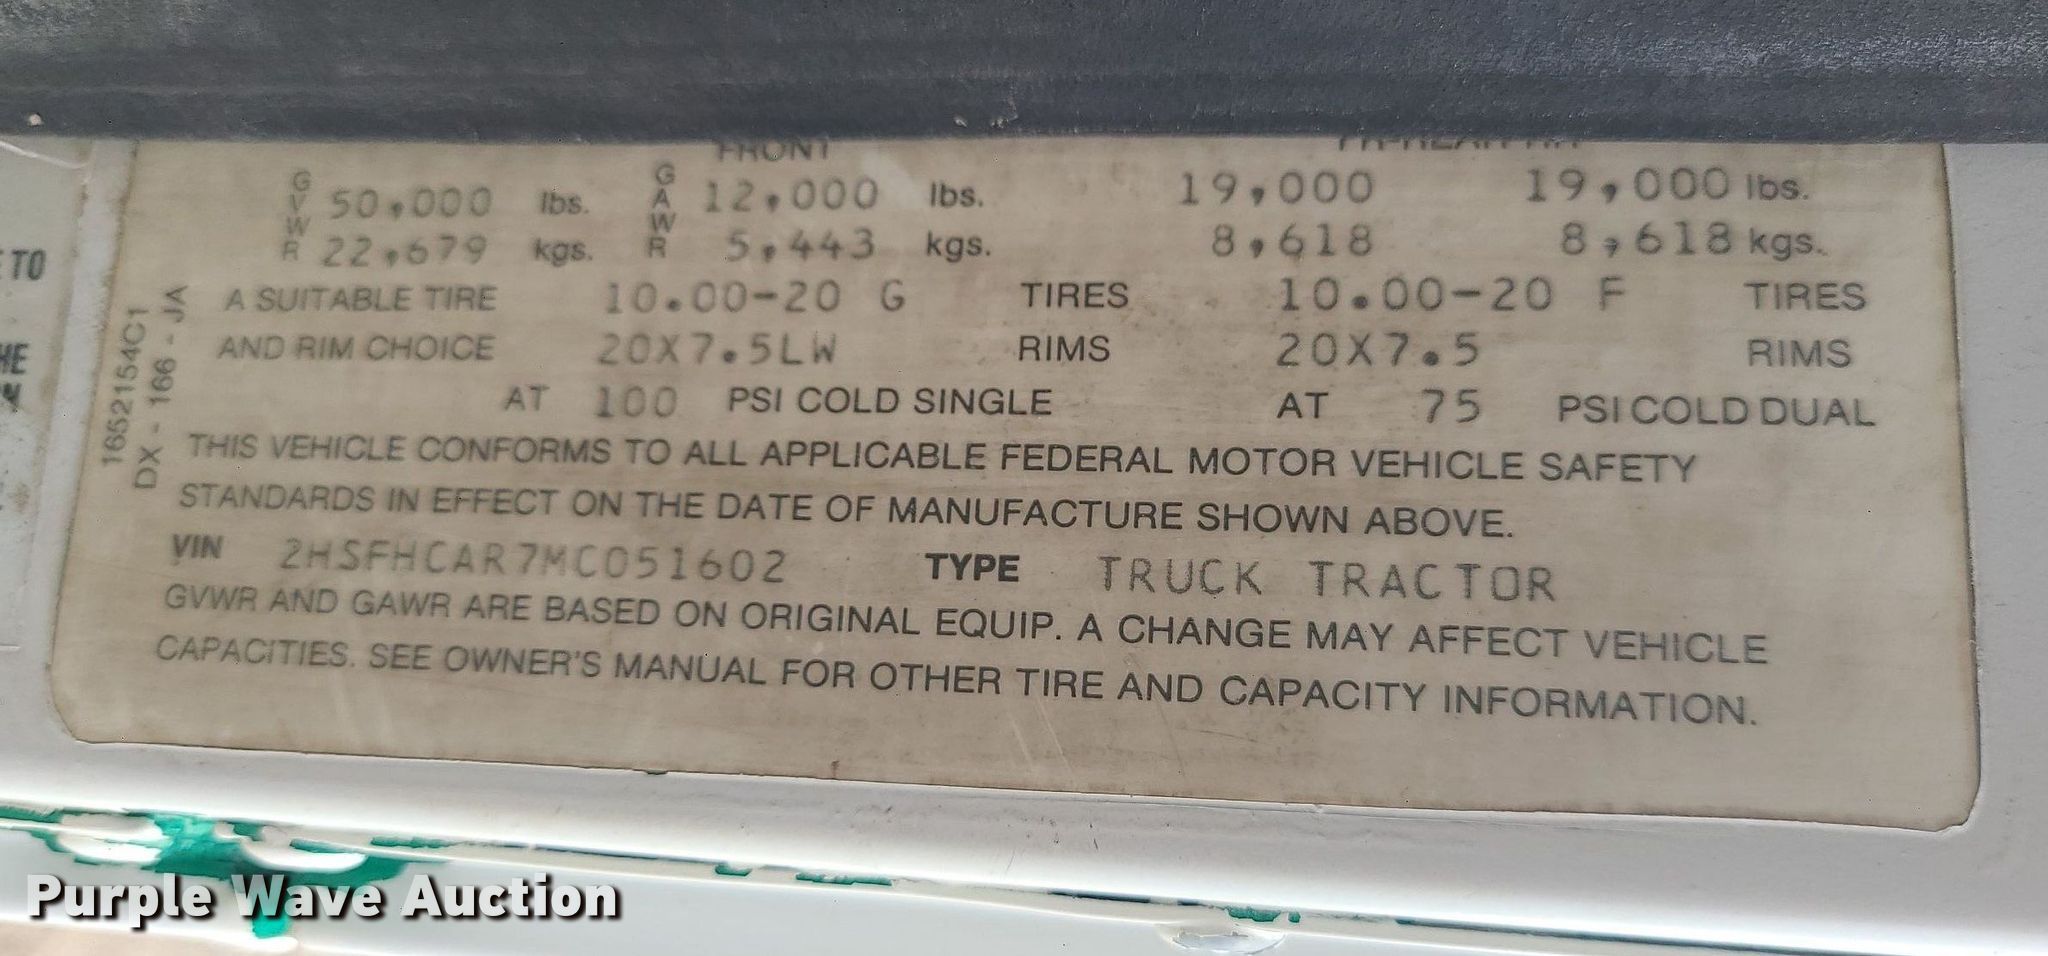 FRONT
GVWR 50,000 lbs. GAWR 12,000 lbs. 19,000 19,000 lbs.
22,679 kgs. 5,443 kgs. 8,618 8,618 kgs.
A SUITABLE TIRE 10.00-20 G TIRES 10.00-20 F TIRES
AND RIM CHOICE 20X7.5LW RIMS 20X7.5 RIMS
AT 100 PSI COLD SINGLE AT 75 PSI COLD DUAL
THIS VEHICLE CONFORMS TO ALL APPLICABLE FEDERAL MOTOR VEHICLE SAFETY
STANDARDS IN EFFECT ON THE DATE OF MANUFACTURE SHOWN ABOVE.
VIN 2HSFHCAR7MC051602 TYPE TRUCK TRACTOR
GVWR AND GAWR ARE BASED ON ORIGINAL EQUIP. A CHANGE MAY AFFECT VEHICLE
CAPACITIES. SEE OWNER'S MANUAL FOR OTHER TIRE AND CAPACITY INFORMATION.
1652154C1
DX - 166 - JA
TO
Purple Wave Auction